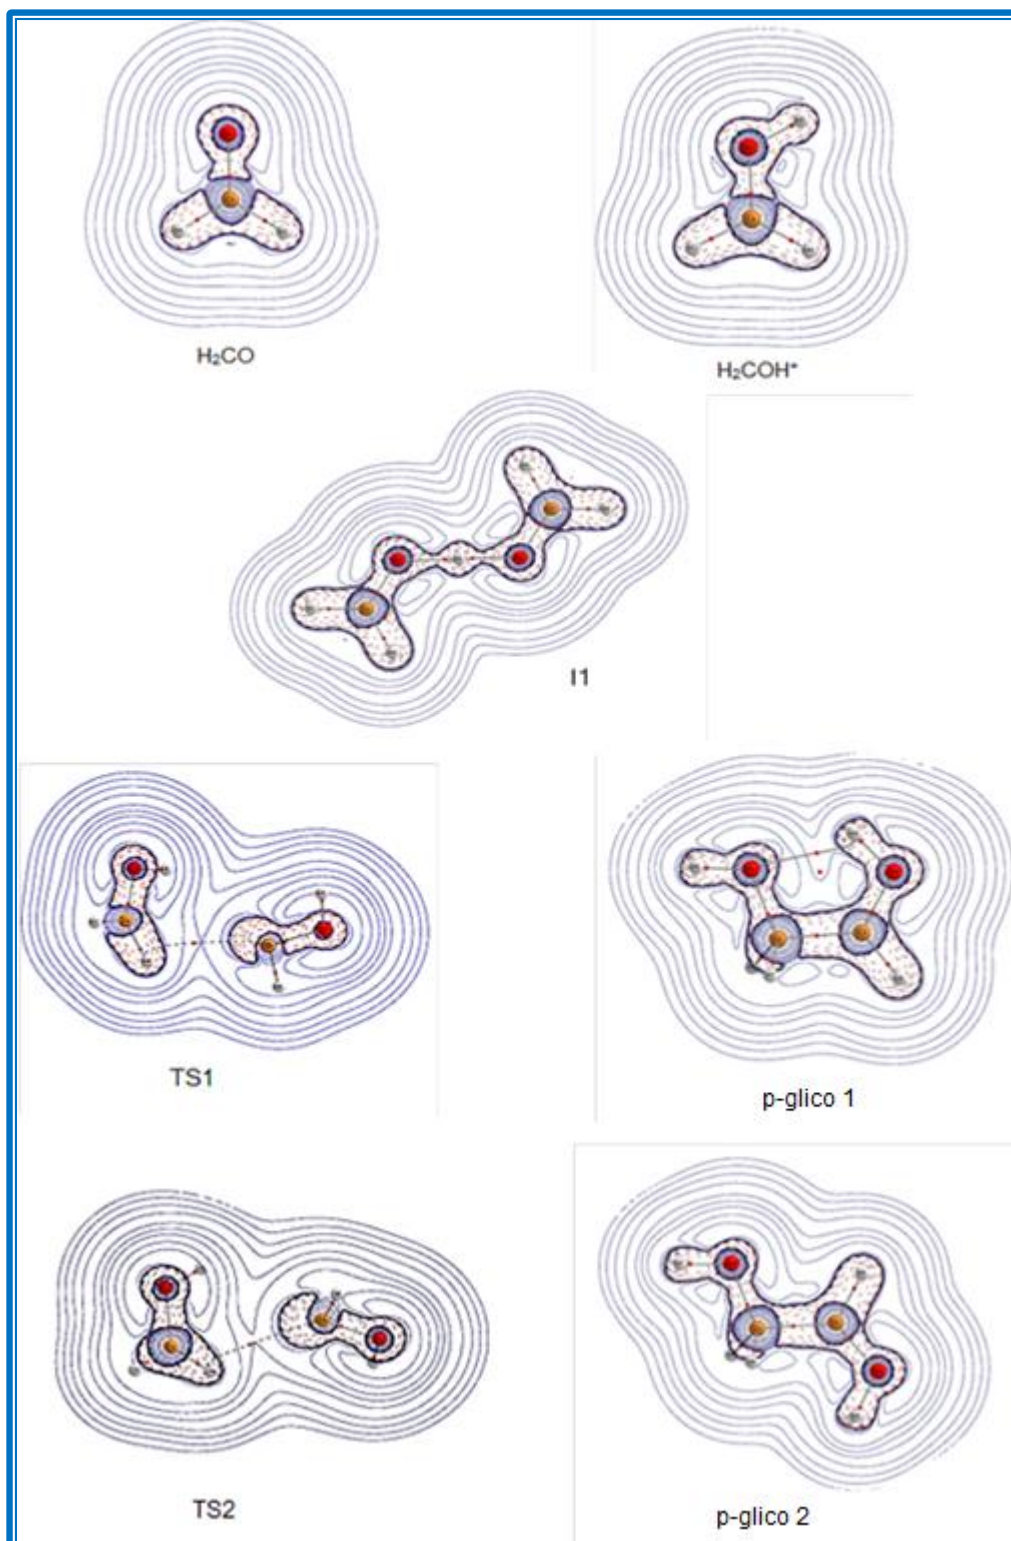 H₂CO
H₂COH⁺
I1
TS1
p-glico 1
TS2
p-glico 2